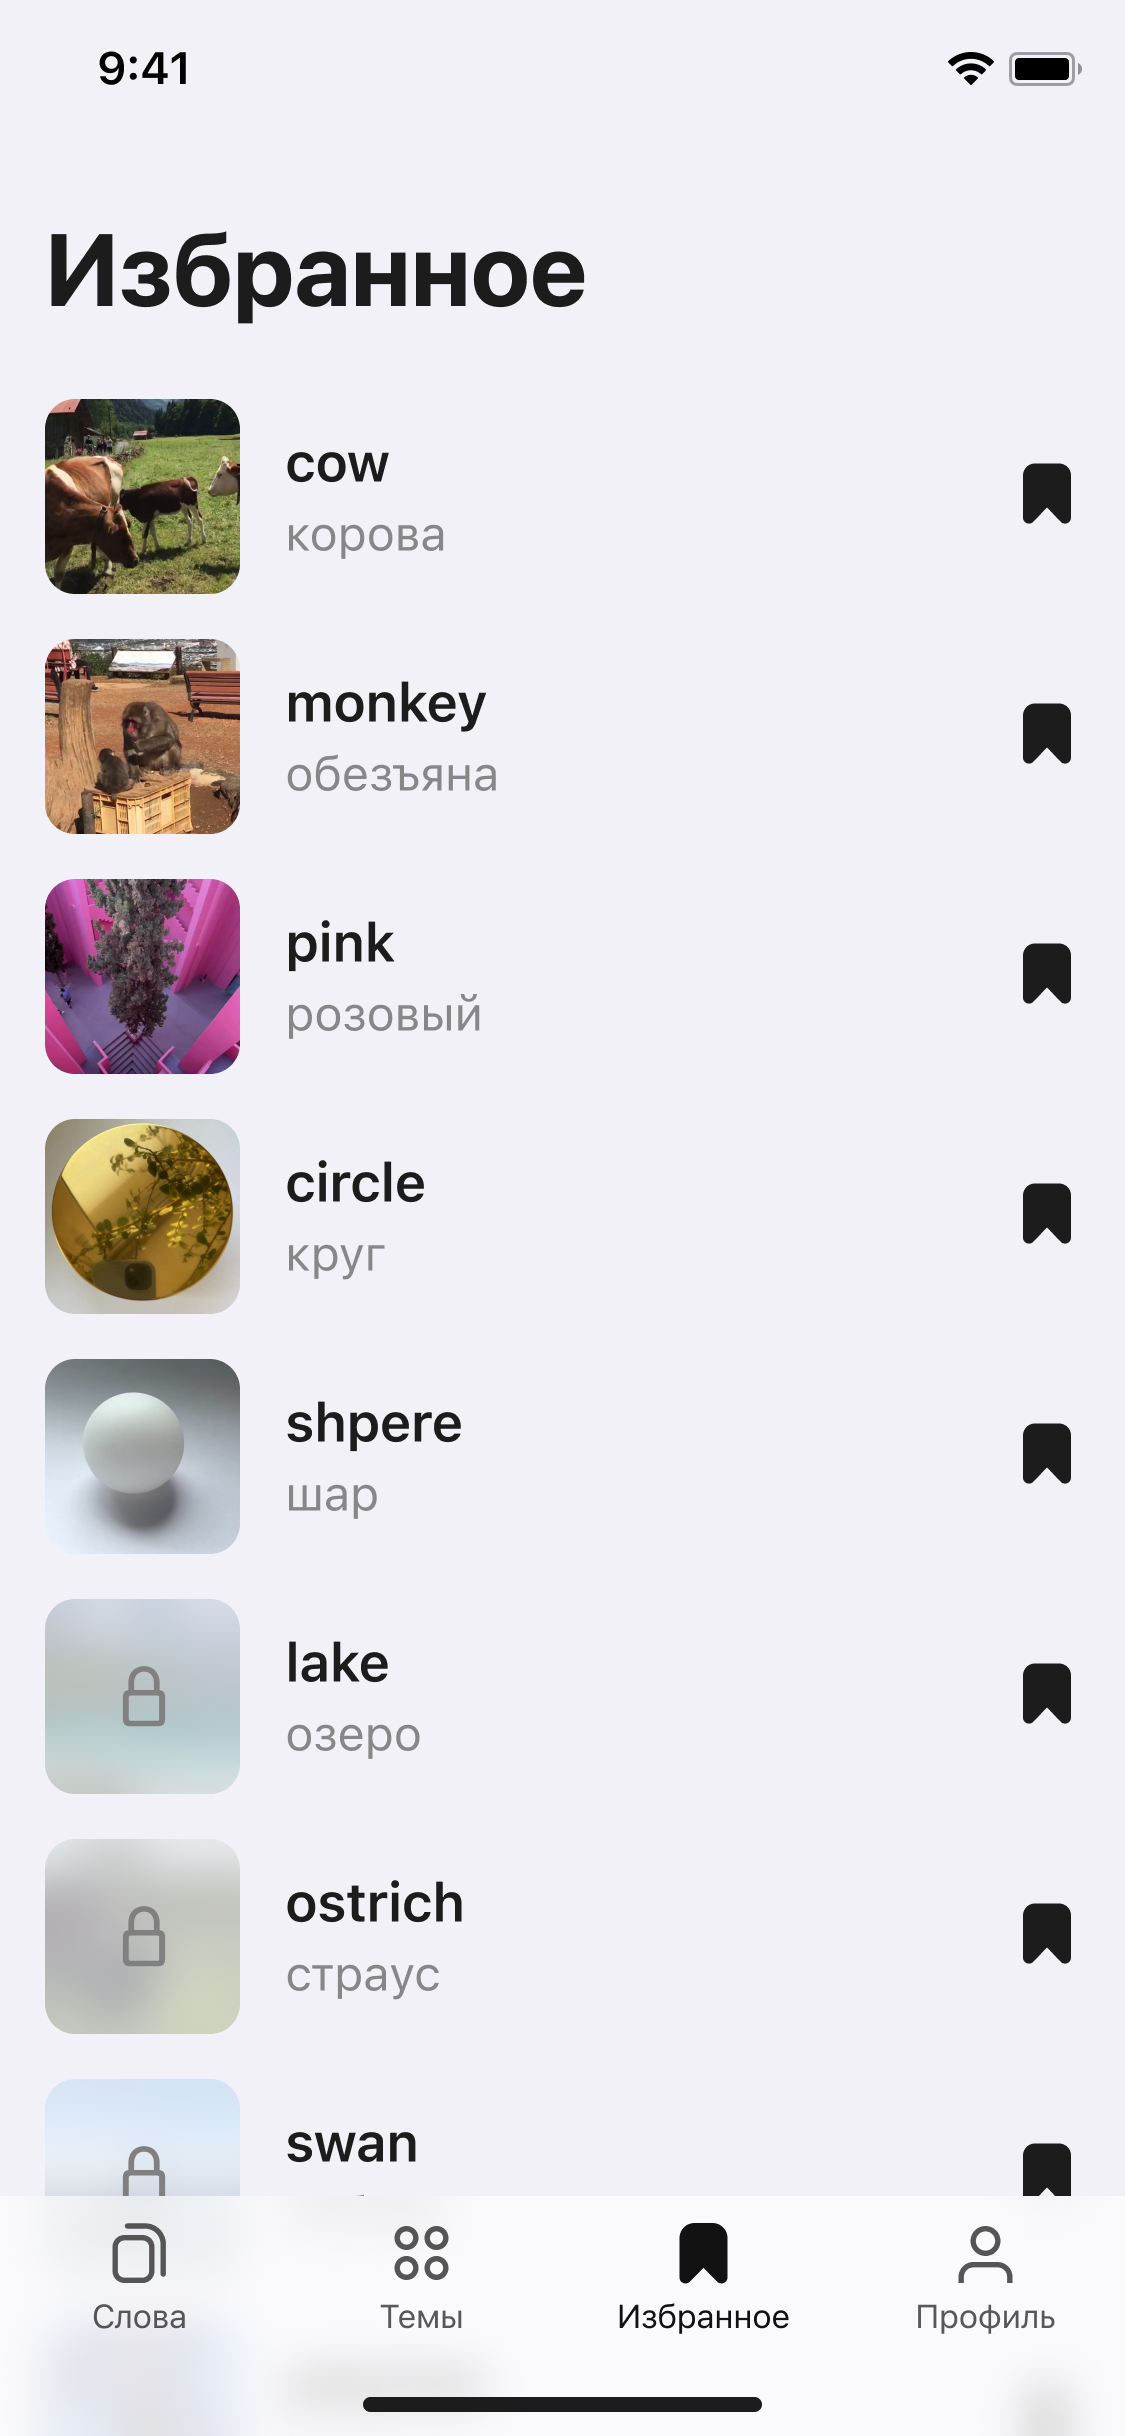 9:41
Избранное
cow
корова
monkey
обезъяна
pink
розовый
circle
круг
shpere
шар
lake
озеро
ostrich
страус
swan
Слова
Темы
Избранное
Профиль